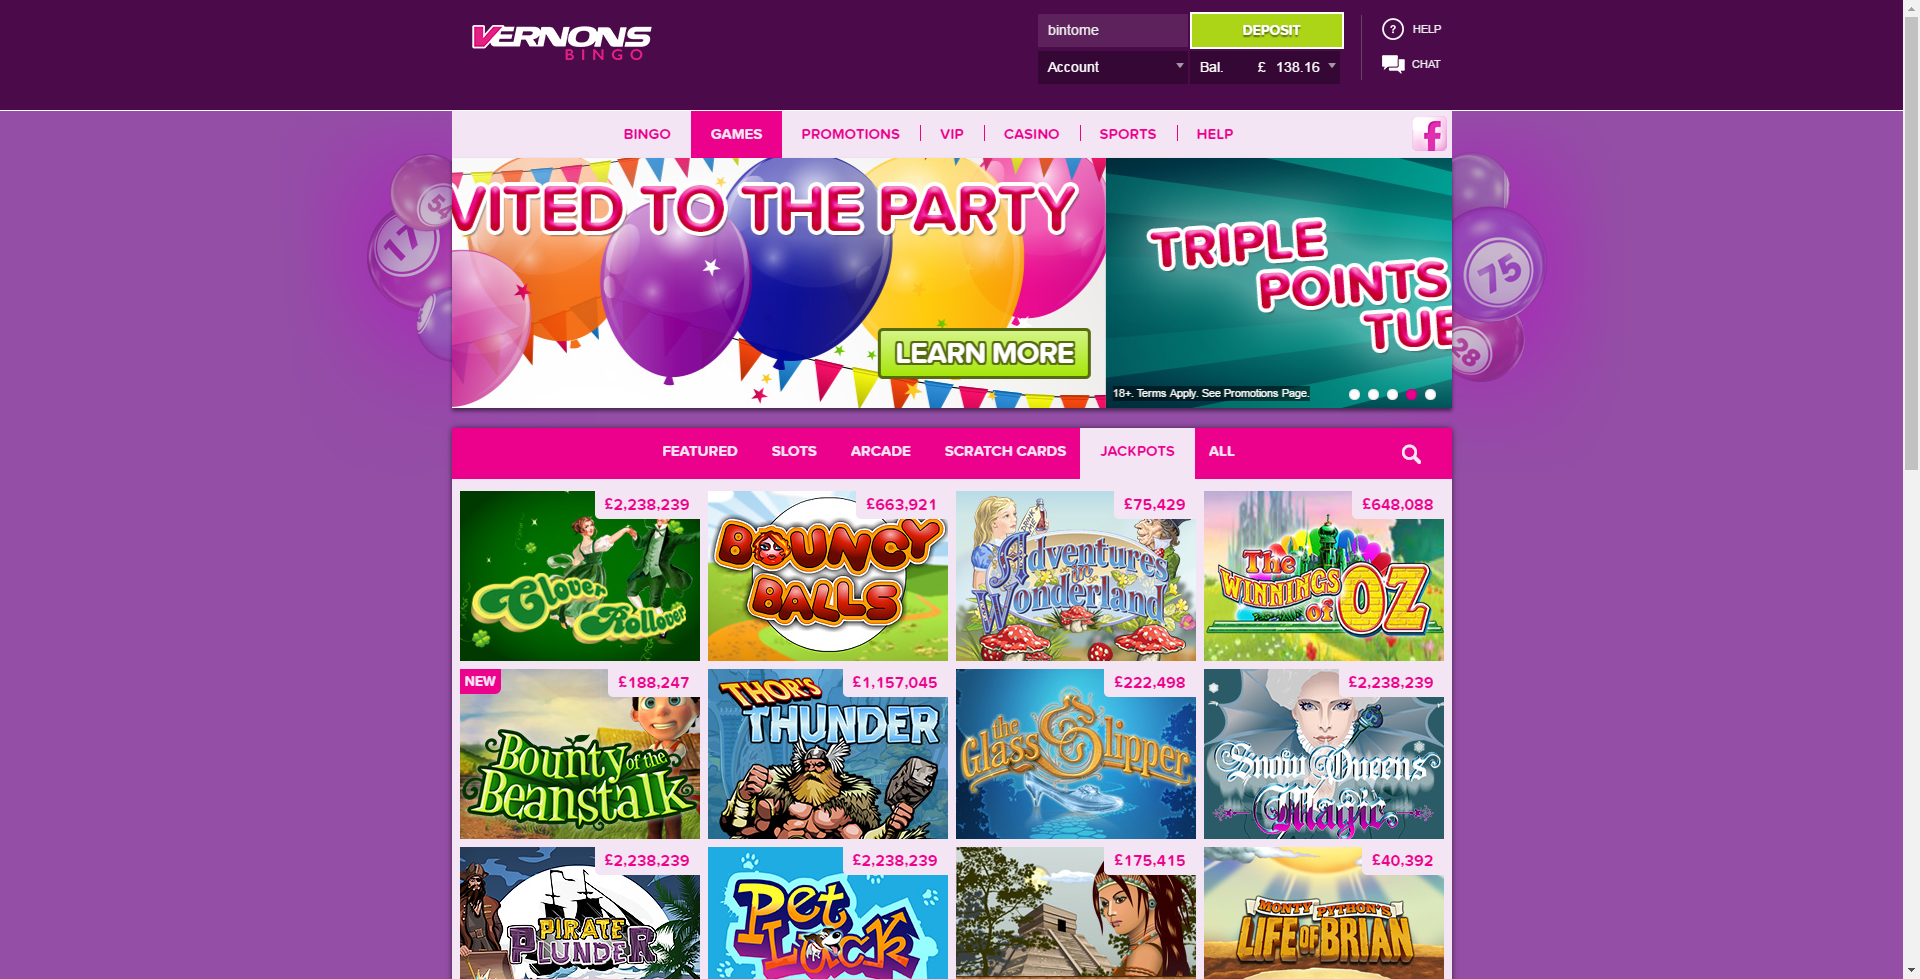 VERNONS
BINGO
bintome
DEPOSIT
HELP
Account
Bal. £ 138.16
CHAT
BINGO GAMES PROMOTIONS VIP CASINO SPORTS HELP
VITED TO THE PARTY
LEARN MORE
54
17
75
28
TRIPLE
POINTS
TUE
18+. Terms Apply. See Promotions Page.
FEATURED SLOTS ARCADE SCRATCH CARDS JACKPOTS ALL
£2,238,239
Clover
Rollover
£663,921
BOUNCY
BALLS
£75,429
Adventures
in
Wonderland
£648,088
The
WINNINGS
of OZ
NEW
£188,247
Bounty of the
Beanstalk
£1,157,045
THOR'S
THUNDER
£222,498
the
Glass Slipper
£2,238,239
Snow Queens
Magic
£2,238,239
PIRATE
PLUNDER
£2,238,239
Pet
Luck
£175,415
£40,392
MONTY PYTHON'S
LIFE OF BRIAN